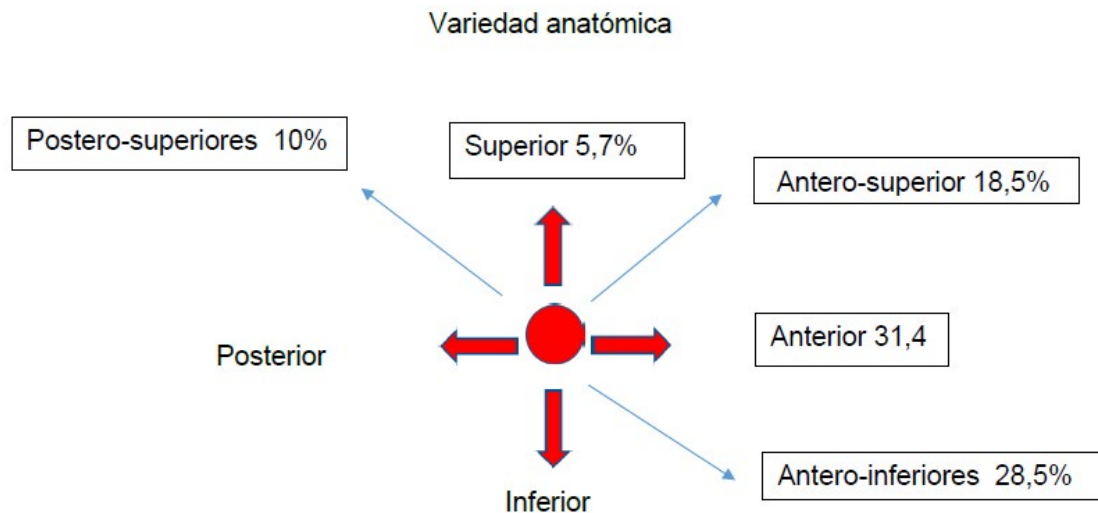 Variedad anatómica
Postero-superiores 10%
Superior 5,7%
Antero-superior 18,5%
Posterior
Anterior 31,4
Antero-inferiores 28,5%
Inferior